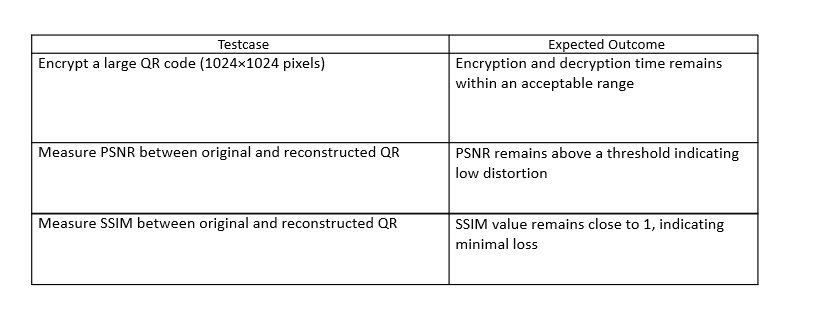 Testcase
Expected Outcome
Encrypt a large QR code (1024×1024 pixels)
Encryption and decryption time remains
within an acceptable range
Measure PSNR between original and reconstructed QR
PSNR remains above a threshold indicating
low distortion
Measure SSIM between original and reconstructed QR
SSIM value remains close to 1, indicating
minimal loss